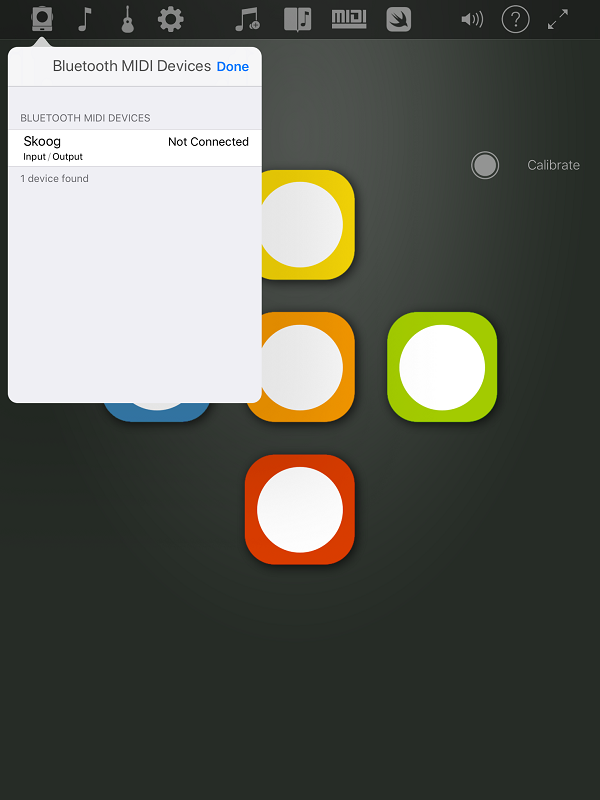 MIDI
?
Bluetooth MIDI Devices Done
BLUETOOTH MIDI DEVICES
Skoog Not Connected
Input / Output
1 device found
Calibrate